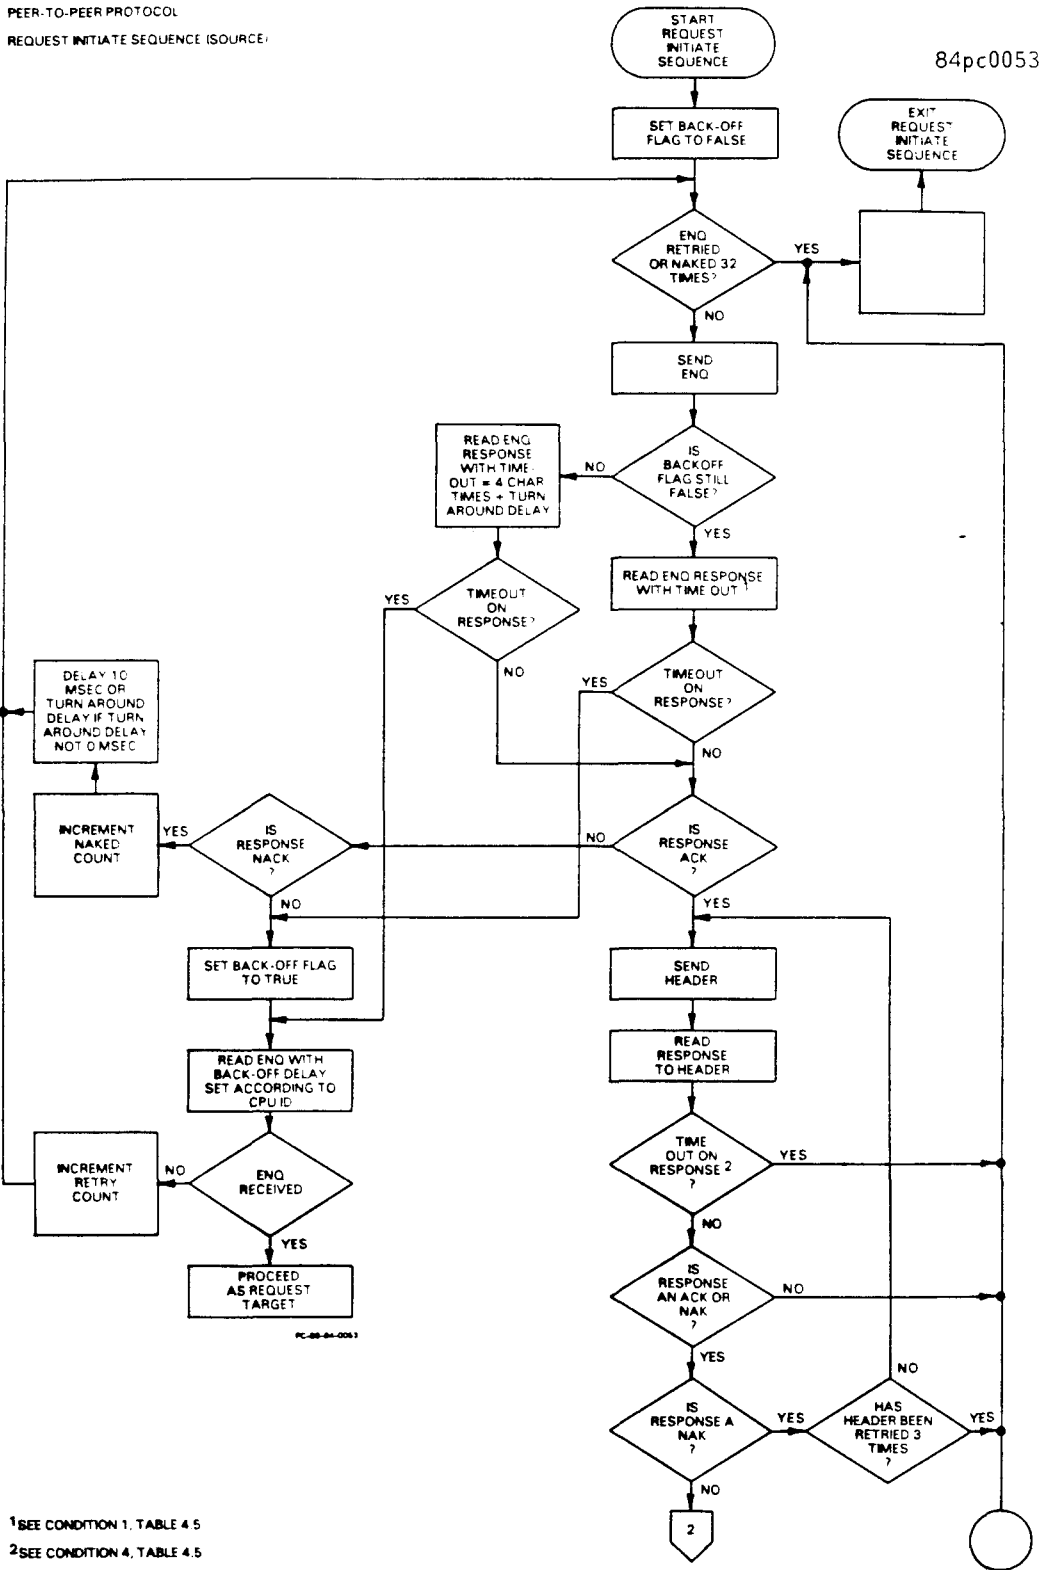 PEER-TO-PEER PROTOCOL
REQUEST INITIATE SEQUENCE (SOURCE)
84pc0053
START
REQUEST
INITIATE
SEQUENCE
EXIT
REQUEST
INITIATE
SEQUENCE
SET BACK-OFF
FLAG TO FALSE
ENQ
RETRIED
OR NAKED 32
TIMES?
YES
NO
SEND
ENQ
IS
BACKOFF
FLAG STILL
FALSE?
NO
YES
READ ENQ
RESPONSE
WITH TIME-
OUT = 4 CHAR
TIMES + TURN
AROUND DELAY
READ ENQ RESPONSE
WITH TIME OUT 1
TIMEOUT
ON
RESPONSE?
YES
NO
TIMEOUT
ON
RESPONSE?
YES
NO
DELAY 10
MSEC OR
TURN AROUND
DELAY IF TURN
AROUND DELAY
NOT 0 MSEC
INCREMENT
NAKED
COUNT
YES
IS
RESPONSE
NACK
?
NO
NO
IS
RESPONSE
ACK
?
YES
SET BACK-OFF FLAG
TO TRUE
SEND
HEADER
READ ENQ WITH
BACK-OFF DELAY
SET ACCORDING TO
CPU ID
READ
RESPONSE
TO HEADER
INCREMENT
RETRY
COUNT
NO
ENQ
RECEIVED
YES
TIME
OUT ON
RESPONSE 2
?
YES
NO
PROCEED
AS REQUEST
TARGET
PC-88-84-0053
IS
RESPONSE
AN ACK OR
NAK
?
NO
YES
IS
RESPONSE A
NAK
?
YES
NO
HAS
HEADER BEEN
RETRIED 3
TIMES
?
NO
YES
2
1 SEE CONDITION 1, TABLE 4.5
2 SEE CONDITION 4, TABLE 4.5